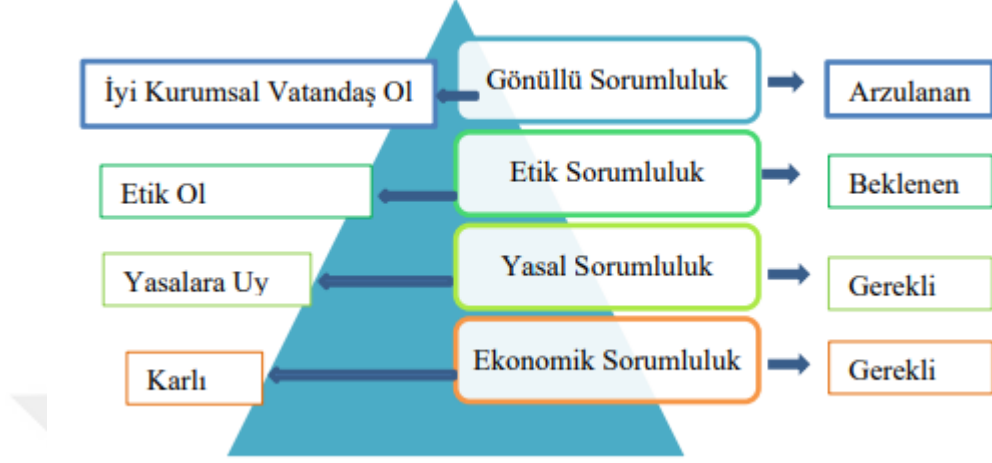 İyi Kurumsal Vatandaş Ol
Gönüllü Sorumluluk
Arzulanan
Etik Ol
Etik Sorumluluk
Beklenen
Yasalara Uy
Yasal Sorumluluk
Gerekli
Karlı
Ekonomik Sorumluluk
Gerekli